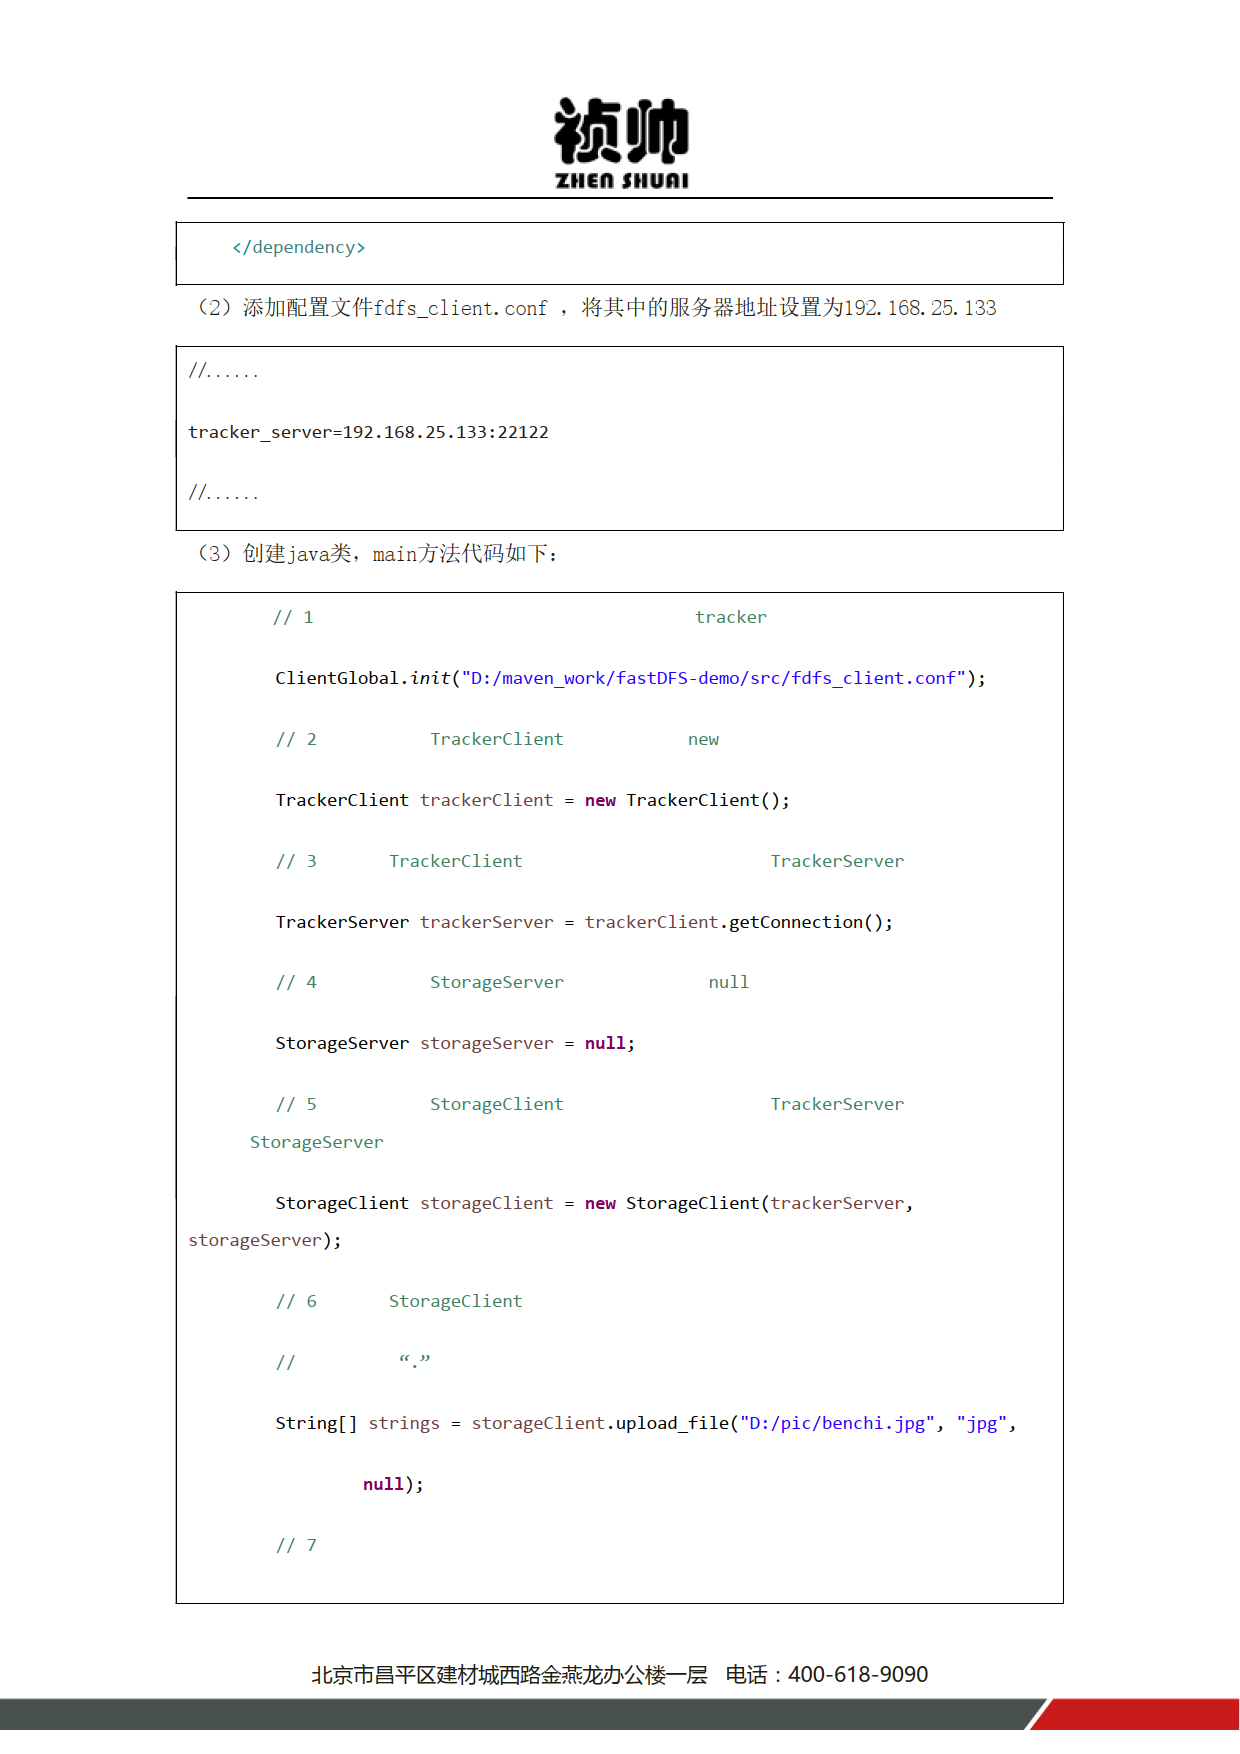 祯帅
ZHEN SHUAI
</dependency>
（2）添加配置文件fdfs_client.conf ，将其中的服务器地址设置为192.168.25.133
//......
tracker_server=192.168.25.133:22122
//......
（3）创建java类，main方法代码如下：
// 1 tracker
ClientGlobal.init("D:/maven_work/fastDFS-demo/src/fdfs_client.conf");
// 2 TrackerClient new
TrackerClient trackerClient = new TrackerClient();
// 3 TrackerClient TrackerServer
TrackerServer trackerServer = trackerClient.getConnection();
// 4 StorageServer null
StorageServer storageServer = null;
// 5 StorageClient TrackerServer
StorageServer
StorageClient storageClient = new StorageClient(trackerServer,
storageServer);
// 6 StorageClient
// “.”
String[] strings = storageClient.upload_file("D:/pic/benchi.jpg", "jpg",
null);
// 7
北京市昌平区建材城西路金燕龙办公楼一层 电话：400-618-9090